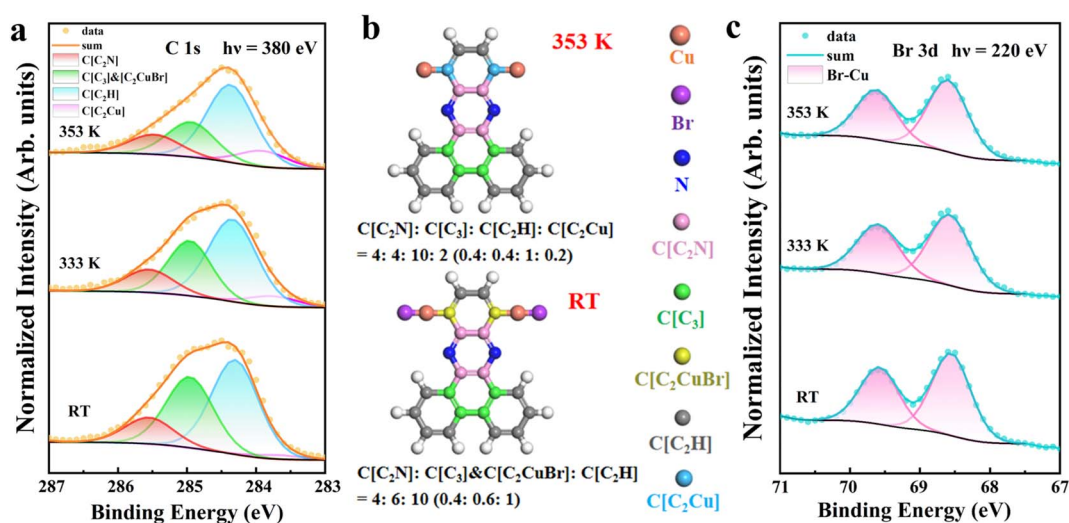 a
data
sum
C[C₂N]
C[C₃]&[C₂CuBr]
C[C₂H]
C[C₂Cu]
C 1s
hν = 380 eV
353 K
333 K
RT
Normalized Intensity (Arb. units)
287
286
285
284
283
Binding Energy (eV)
b
353 K
C[C₂N]: C[C₃]: C[C₂H]: C[C₂Cu]
= 4: 4: 10: 2 (0.4: 0.4: 1: 0.2)
RT
C[C₂N]: C[C₃]&C[C₂CuBr]: C[C₂H]
= 4: 6: 10 (0.4: 0.6: 1)
Cu
Br
N
C[C₂N]
C[C₃]
C[C₂CuBr]
C[C₂H]
C[C₂Cu]
c
data
sum
Br-Cu
Br 3d
hν = 220 eV
353 K
333 K
RT
Normalized Intensity (Arb. units)
71
70
69
68
67
Binding Energy (eV)